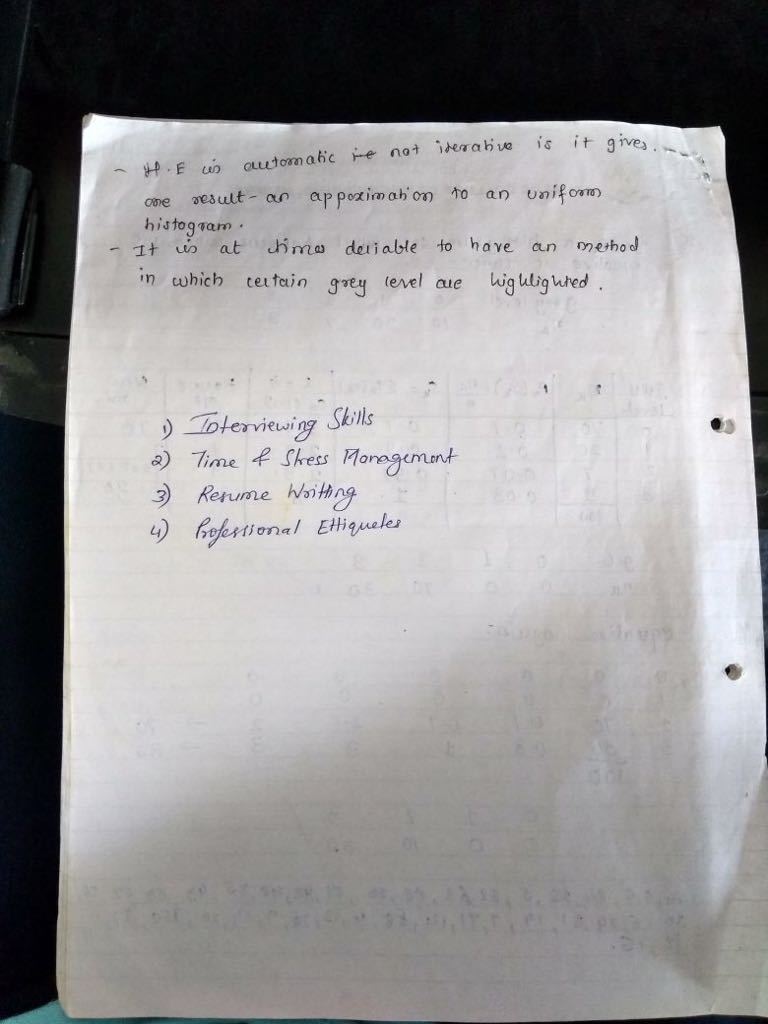 - H.E is automatic ie not iterative is it gives.
one result - an appoximation to an uniform
histogram.
- It is at times deriable to have an method
in which certain grey level are highlighted.
1) Interviewing Skills
2) Time & Stress Management
3) Resume Writting
4) Professional Ettiquetes